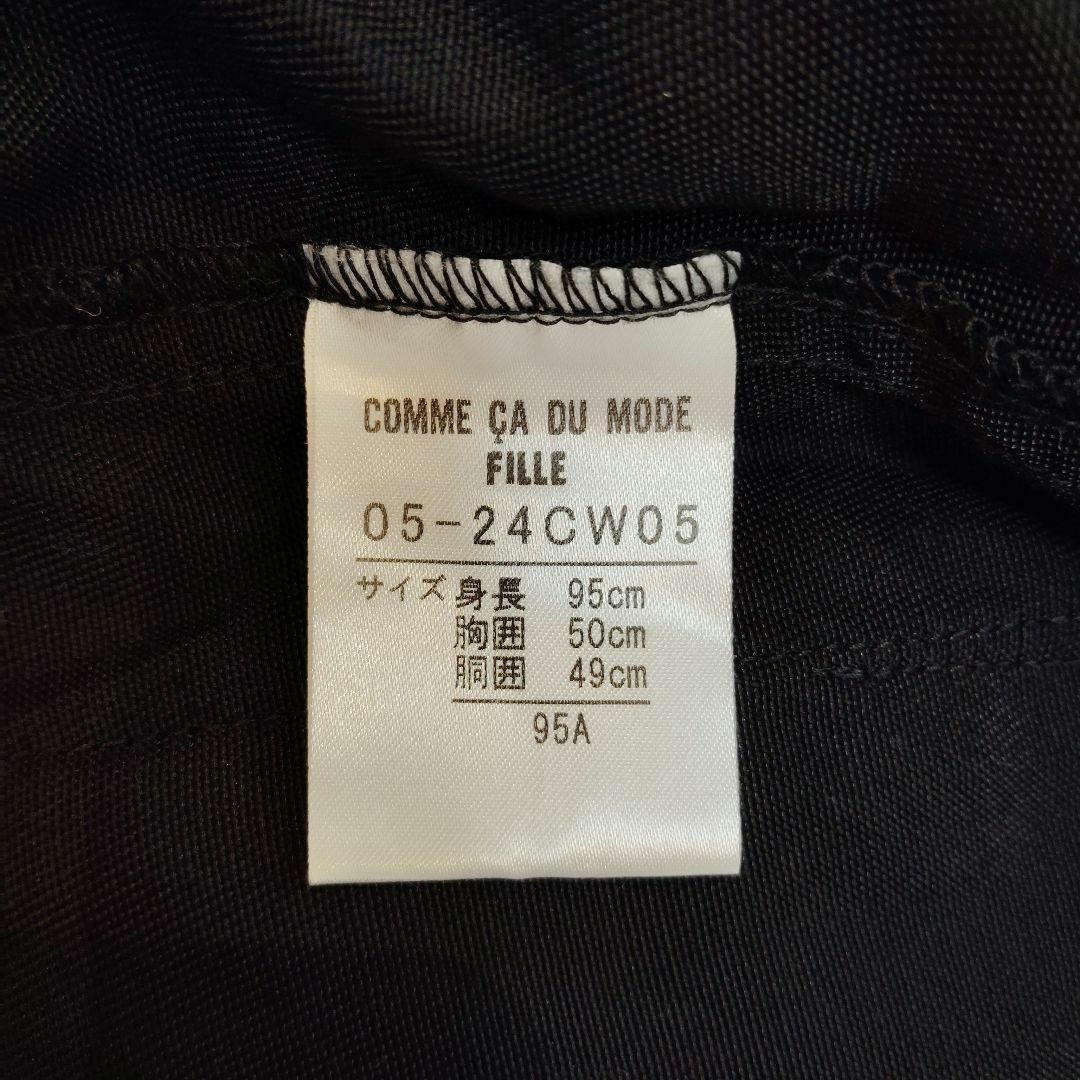 COMME ÇA DU MODE
FILLE
05-24CW05
サイズ 身長 95cm
胸囲 50cm
胴囲 49cm
95A